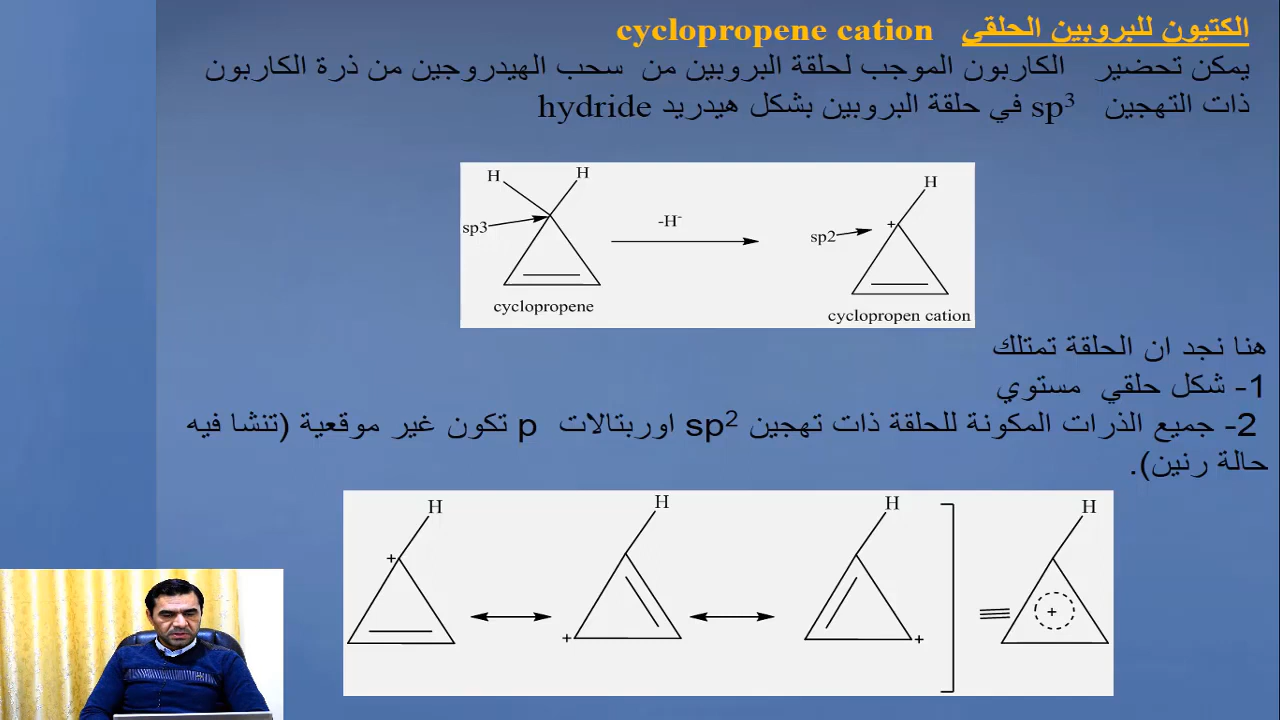 الكتيون للبروبين الحلقي cyclopropene cation
يمكن تحضير الكاربون الموجب لحلقة البروبين من سحب الهيدروجين من ذرة الكاربون
ذات التهجين sp³ في حلقة البروبين بشكل هيدريد hydride
H H H
-H⁻ +
sp3 sp2
cyclopropene cyclopropen cation
هنا نجد ان الحلقة تمتلك
1- شكل حلقي مستوي
2- جميع الذرات المكونة للحلقة ذات تهجين sp² اوربتالات p تكون غير موقعية (تنشا فيه
حالة رنين).
H H H H
+ + + +